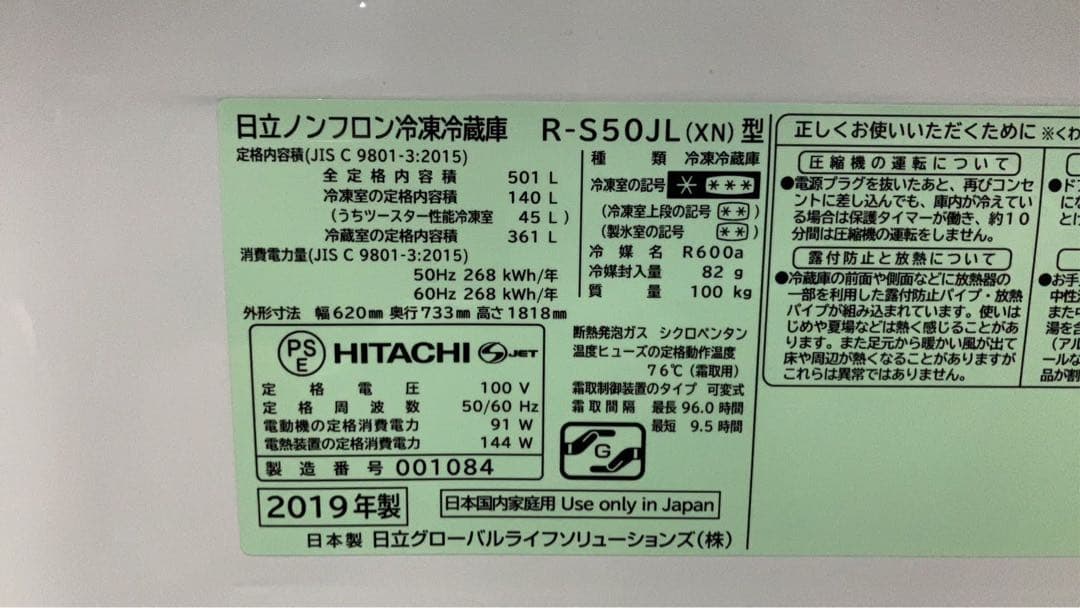 日立ノンフロン冷凍冷蔵庫 R-S50JL(XN)型
定格内容積(JIS C 9801-3:2015)
全定格内容積 501 L
冷凍室の定格内容積 140 L
(うちツースター性能冷凍室 45 L)
冷蔵室の定格内容積 361 L
消費電力量(JIS C 9801-3:2015)
50Hz 268 kWh/年
60Hz 268 kWh/年
外形寸法 幅620mm 奥行733mm 高さ1818mm
種類 冷凍冷蔵庫
冷凍室の記号 * ***
(冷凍室上段の記号 **)
(製氷室の記号 **)
冷媒名 R600a
冷媒封入量 82 g
質量 100 kg
PSE HITACHI S JET
定格電圧 100 V
定格周波数 50/60 Hz
電動機の定格消費電力 91 W
電熱装置の定格消費電力 144 W
製造番号 001084
断熱発泡ガス シクロペンタン
温度ヒューズの定格動作温度
76℃(霜取用)
霜取制御装置のタイプ 可変式
霜取間隔 最長 96.0 時間
最短 9.5 時間
G
2019年製
日本国内家庭用 Use only in Japan
日本製 日立グローバルライフソリューションズ(株)
正しくお使いいただくために ※くわ
圧縮機の運転について
●電源プラグを抜いたあと、再びコンセ
ントに差し込んでも、庫内が冷えてい
る場合は保護タイマーが働き、約10
分間は圧縮機の運転をしません。
露付防止と放熱について
●冷蔵庫の前面や側面などに放熱器の
一部を利用した露付防止パイプ・放熱
パイプが組み込まれています。使いは
じめや夏場などは熱く感じることがあ
ります。また足元から暖かい風が出て
床や周辺が熱くなることがありますが
これらは異常ではありません。
●ド
にな
とけ
●お手
中性
また
湯を含
(アル
ールな
品が割